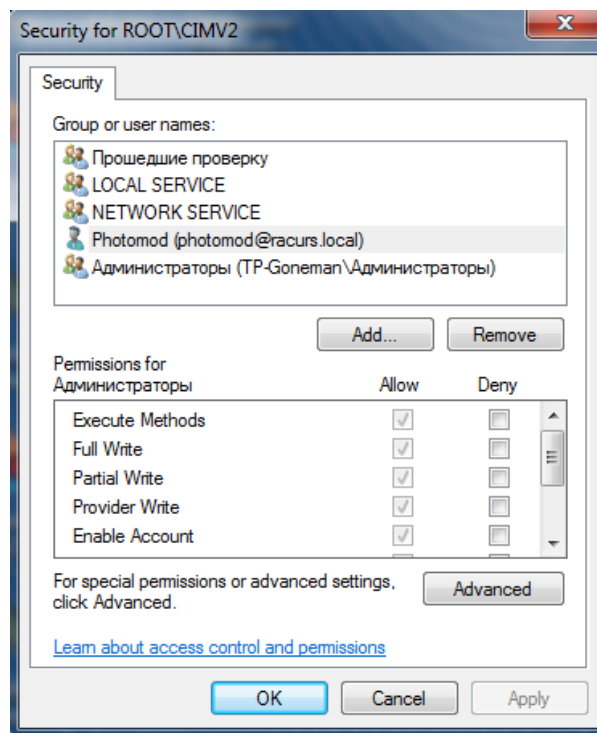 Security for ROOT\CIMV2
Security
Group or user names:
Прошедшие проверку
LOCAL SERVICE
NETWORK SERVICE
Photomod (photomod@racurs.local)
Администраторы (TP-Goneman\Администраторы)
Add... Remove
Permissions for
Администраторы Allow Deny
Execute Methods
Full Write
Partial Write
Provider Write
Enable Account
For special permissions or advanced settings,
click Advanced.
Advanced
Learn about access control and permissions
OK Cancel Apply